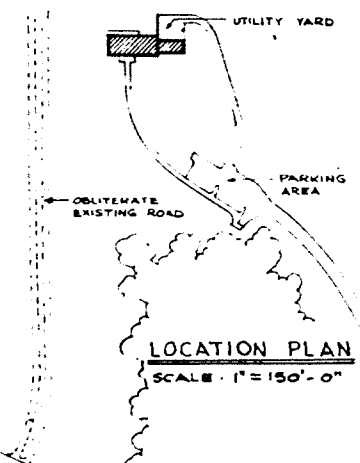 UTILITY YARD
PARKING
AREA
OBLITERATE
EXISTING ROAD
LOCATION PLAN
SCALE · 1" = 150' - 0"